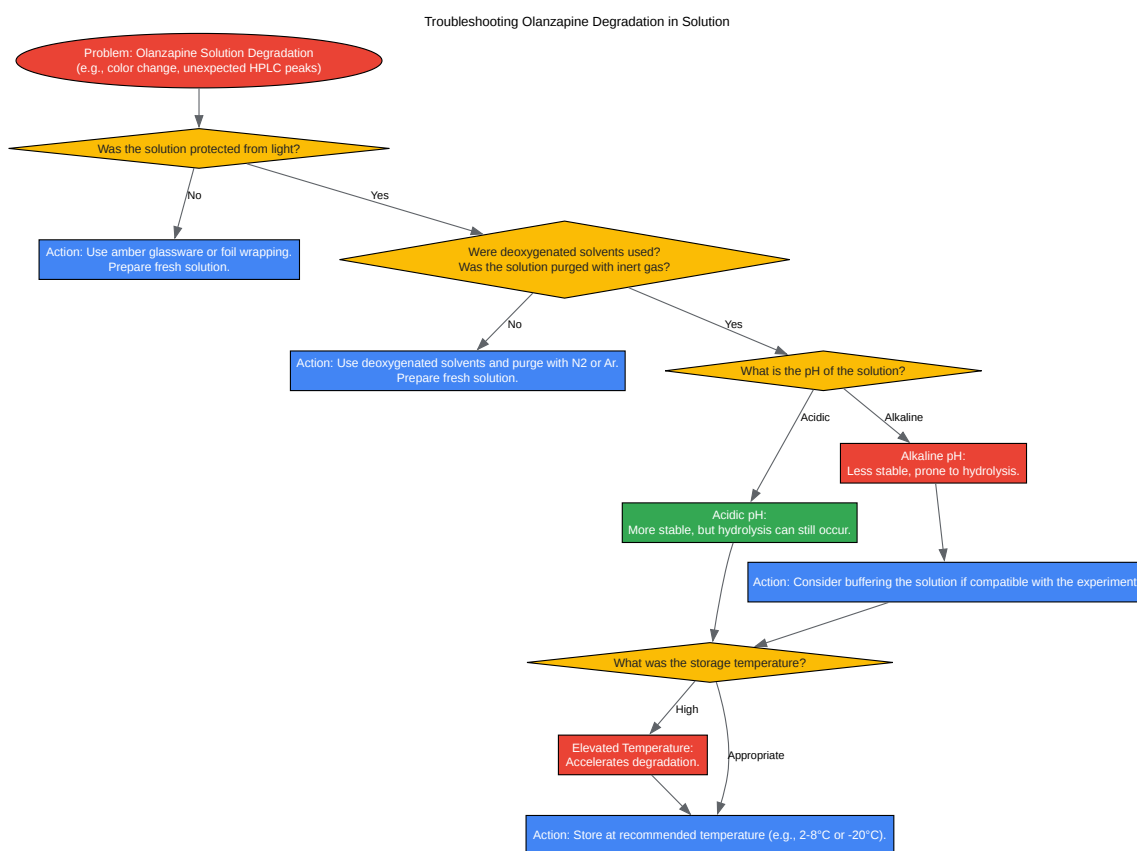 Troubleshooting Olanzapine Degradation in Solution
Problem: Olanzapine Solution Degradation
(e.g., color change, unexpected HPLC peaks)
Was the solution protected from light?
No
Yes
Action: Use amber glassware or foil wrapping.
Prepare fresh solution.
Were deoxygenated solvents used?
Was the solution purged with inert gas?
No
Yes
Action: Use deoxygenated solvents and purge with N2 or Ar.
Prepare fresh solution.
What is the pH of the solution?
Acidic
Alkaline
Alkaline pH:
Less stable, prone to hydrolysis.
Acidic pH:
More stable, but hydrolysis can still occur.
Action: Consider buffering the solution if compatible with the experiment
What was the storage temperature?
High
Appropriate
Elevated Temperature:
Accelerates degradation.
Action: Store at recommended temperature (e.g., 2-8°C or -20°C).